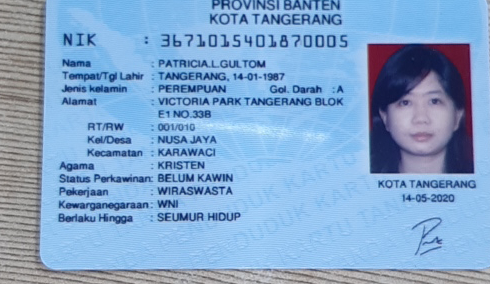 PROVINSI BANTEN
KOTA TANGERANG
NIK : 3671015401870005
Nama : PATRICIA.L.GULTOM
Tempat/Tgl Lahir : TANGERANG, 14-01-1987
Jenis kelamin : PEREMPUAN Gol. Darah : A
Alamat : VICTORIA PARK TANGERANG BLOK
E1 NO.33B
RT/RW : 001/010
Kel/Desa : NUSA JAYA
Kecamatan : KARAWACI
Agama : KRISTEN
Status Perkawinan: BELUM KAWIN
Pekerjaan : WIRASWASTA
Kewarganegaraan: WNI
Berlaku Hingga : SEUMUR HIDUP
KOTA TANGERANG
14-05-2020